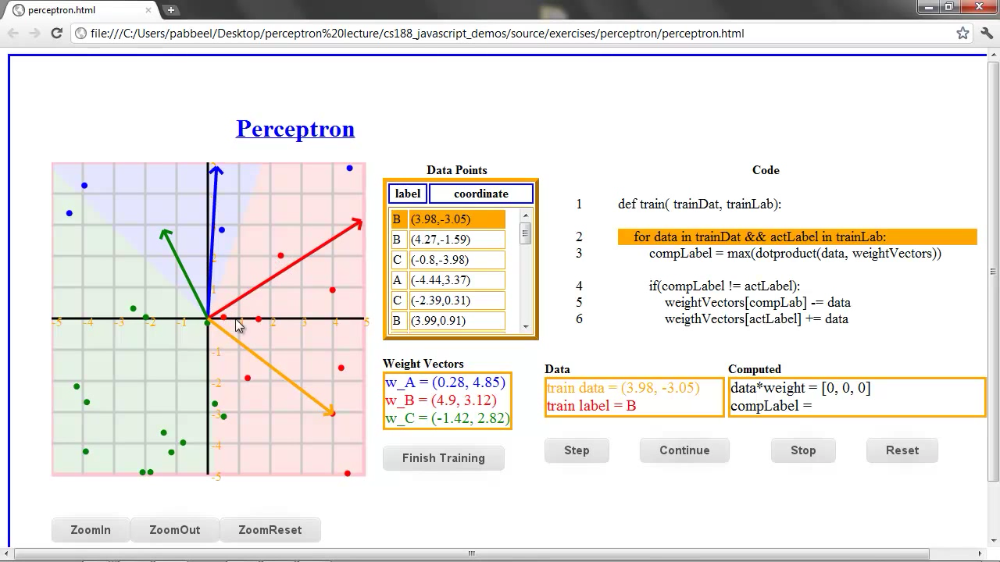 perceptron.html
file:///C:/Users/pabbeel/Desktop/perceptron%20lecture/cs188_javascript_demos/source/exercises/perceptron/perceptron.html
Perceptron
2
1
-5 -4 -3 -2 -1 1 2 3 4 5
-1
-2
-3
-4
-5
Data Points
label coordinate
B (3.98,-3.05)
B (4.27,-1.59)
C (-0.8,-3.98)
A (-4.44,3.37)
C (-2.39,0.31)
B (3.99,0.91)
Code
1 def train( trainDat, trainLab):
2 for data in trainDat && actLabel in trainLab:
3 compLabel = max(dotproduct(data, weightVectors))
4 if(compLabel != actLabel):
5 weightVectors[compLab] -= data
6 weigthVectors[actLabel] += data
Weight Vectors
w_A = (0.28, 4.85)
w_B = (4.9, 3.12)
w_C = (-1.42, 2.82)
Data
train data = (3.98, -3.05)
train label = B
Computed
data*weight = [0, 0, 0]
compLabel =
Finish Training
Step Continue Stop Reset
ZoomIn ZoomOut ZoomReset